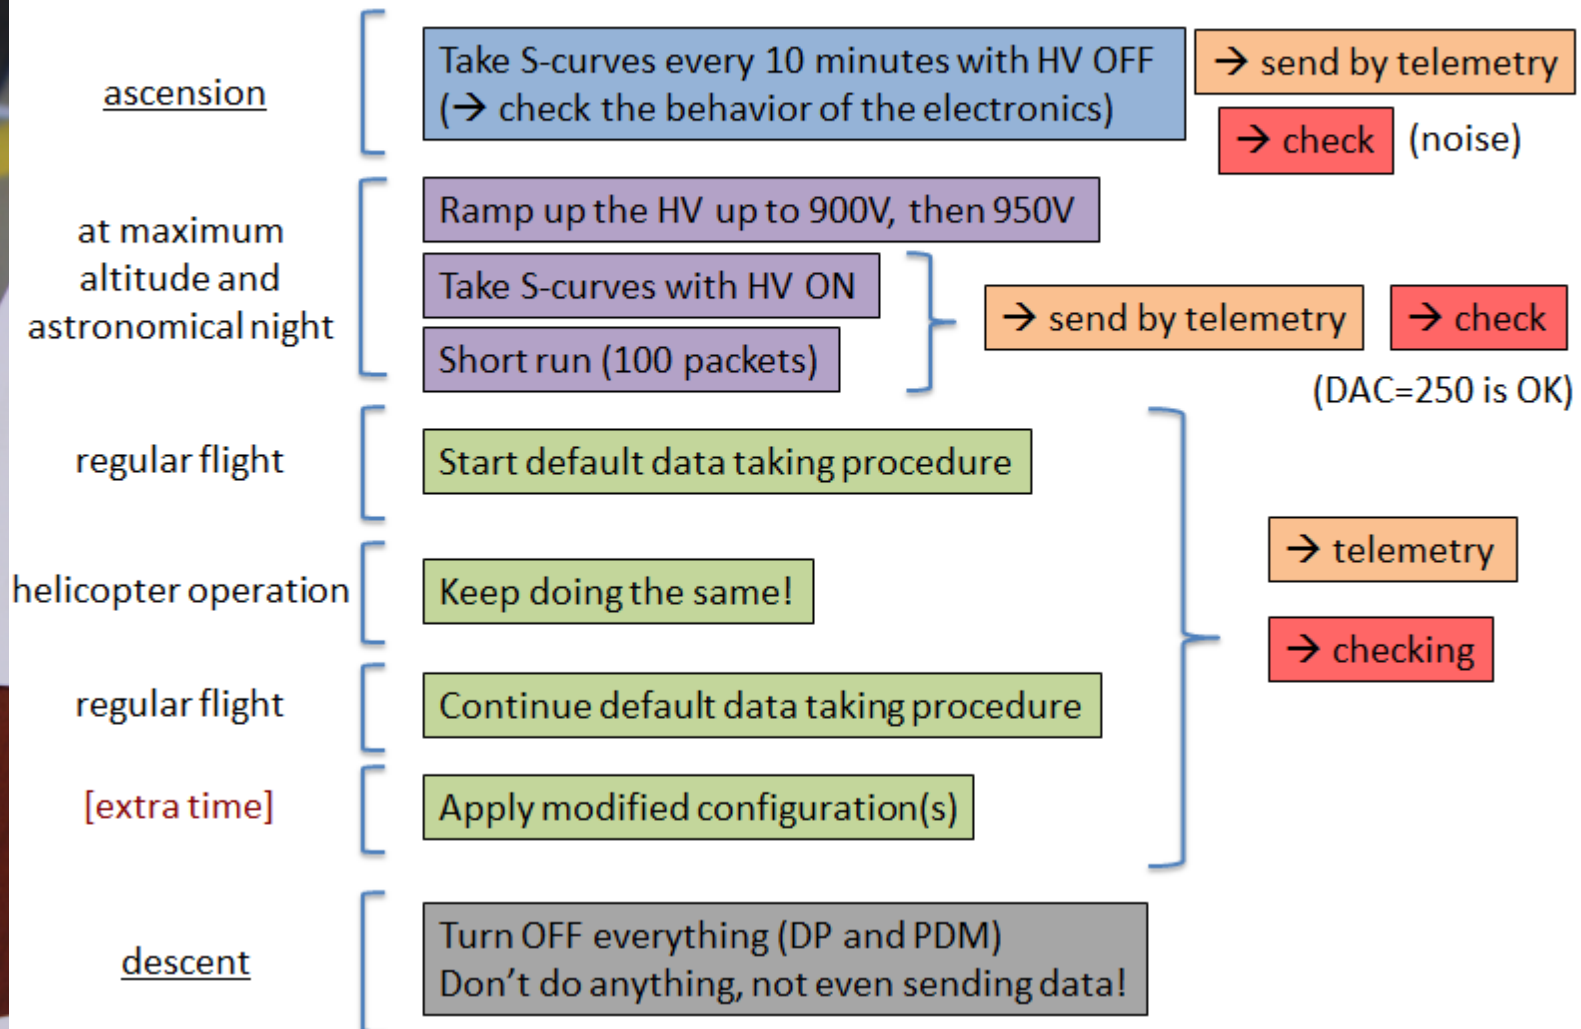 ascension
Take S-curves every 10 minutes with HV OFF
(→ check the behavior of the electronics)
→ send by telemetry
→ check (noise)
at maximum
altitude and
astronomical night
Ramp up the HV up to 900V, then 950V
Take S-curves with HV ON
Short run (100 packets)
→ send by telemetry
→ check
(DAC=250 is OK)
regular flight
Start default data taking procedure
helicopter operation
Keep doing the same!
regular flight
Continue default data taking procedure
[extra time]
Apply modified configuration(s)
→ telemetry
→ checking
descent
Turn OFF everything (DP and PDM)
Don't do anything, not even sending data!